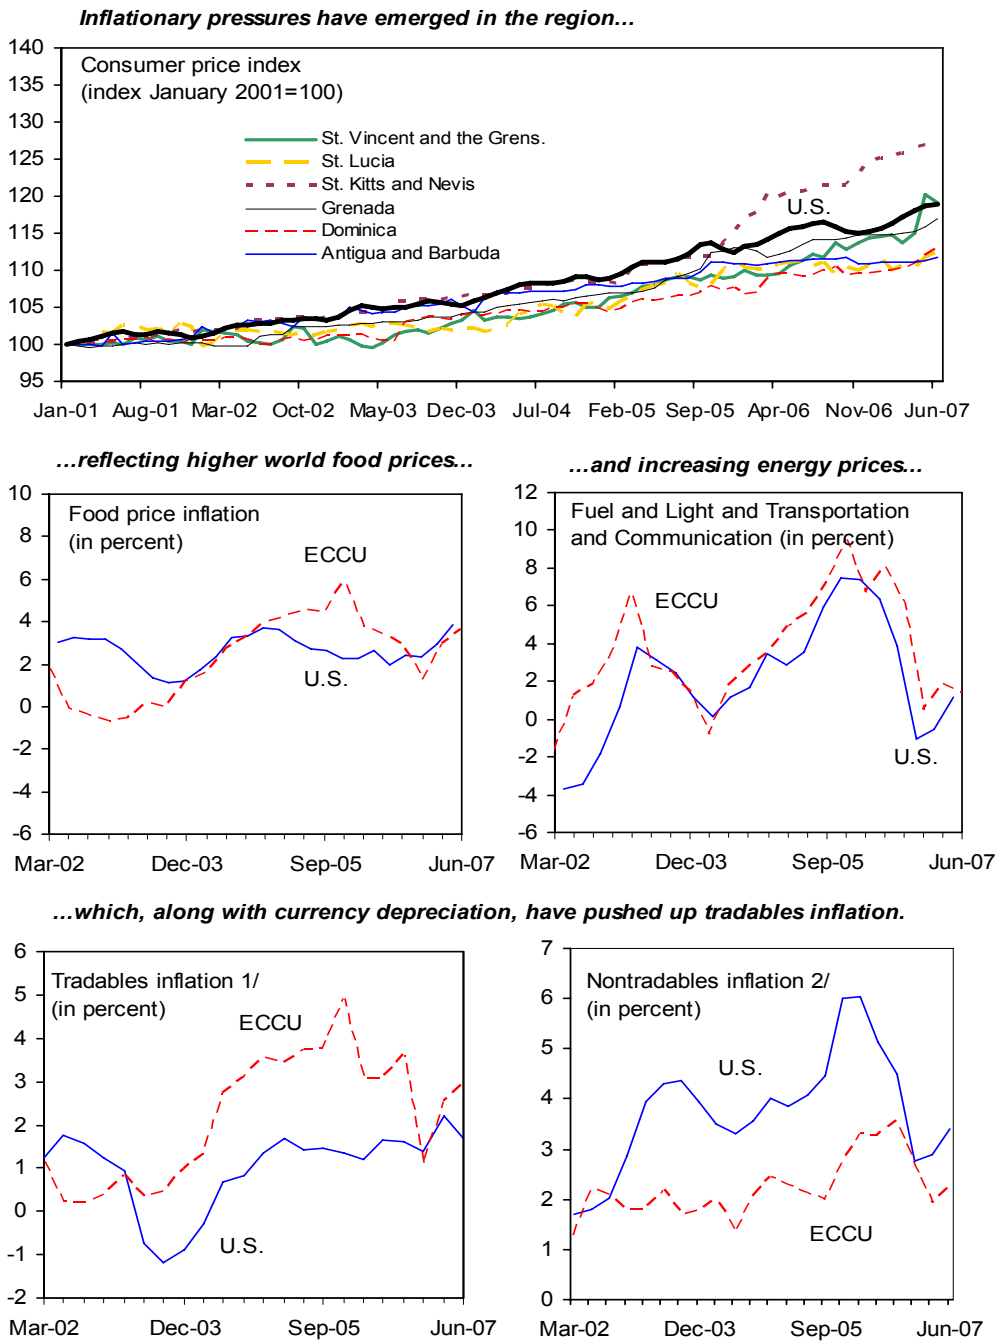 Inflationary pressures have emerged in the region...
140
135
130
125
120
115
110
105
100
95
Consumer price index
(index January 2001=100)
St. Vincent and the Grens.
St. Lucia
St. Kitts and Nevis
Grenada
Dominica
Antigua and Barbuda
U.S.
Jan-01 Aug-01 Mar-02 Oct-02 May-03 Dec-03 Jul-04 Feb-05 Sep-05 Apr-06 Nov-06 Jun-07
...reflecting higher world food prices...
10
8
6
4
2
0
-2
-4
-6
Food price inflation
(in percent)
ECCU
U.S.
Mar-02 Dec-03 Sep-05 Jun-07
...and increasing energy prices...
12
10
8
6
4
2
0
-2
-4
-6
Fuel and Light and Transportation
and Communication (in percent)
ECCU
U.S.
Mar-02 Dec-03 Sep-05 Jun-07
...which, along with currency depreciation, have pushed up tradables inflation.
6
5
4
3
2
1
0
-1
-2
Tradables inflation 1/
(in percent)
ECCU
U.S.
Mar-02 Dec-03 Sep-05 Jun-07
7
6
5
4
3
2
1
0
Nontradables inflation 2/
(in percent)
U.S.
ECCU
Mar-02 Dec-03 Sep-05 Jun-07